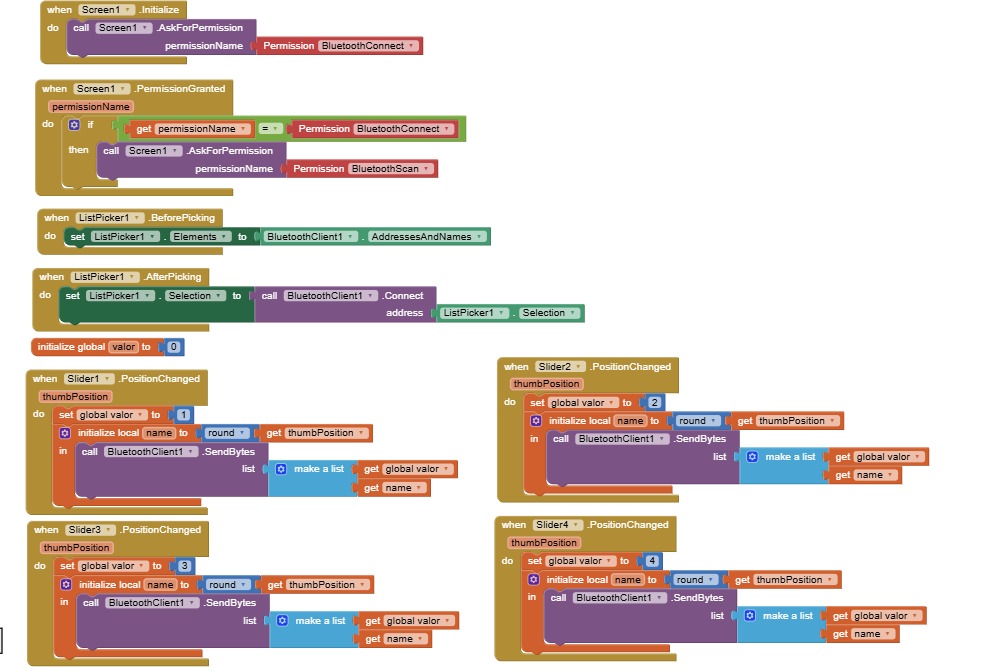 when Screen1 .Initialize
do call Screen1 .AskForPermission
permissionName Permission BluetoothConnect
when Screen1 .PermissionGranted
permissionName
do if get permissionName = Permission BluetoothConnect
then call Screen1 .AskForPermission
permissionName Permission BluetoothScan
when ListPicker1 .BeforePicking
do set ListPicker1 . Elements to BluetoothClient1 . AddressesAndNames
when ListPicker1 .AfterPicking
do set ListPicker1 . Selection to call BluetoothClient1 .Connect
address ListPicker1 . Selection
initialize global valor to 0
when Slider1 .PositionChanged
thumbPosition
do set global valor to 1
initialize local name to round get thumbPosition
in call BluetoothClient1 .SendBytes
list make a list get global valor
get name
when Slider2 .PositionChanged
thumbPosition
do set global valor to 2
initialize local name to round get thumbPosition
in call BluetoothClient1 .SendBytes
list make a list get global valor
get name
when Slider3 .PositionChanged
thumbPosition
do set global valor to 3
initialize local name to round get thumbPosition
in call BluetoothClient1 .SendBytes
list make a list get global valor
get name
when Slider4 .PositionChanged
thumbPosition
do set global valor to 4
initialize local name to round get thumbPosition
in call BluetoothClient1 .SendBytes
list make a list get global valor
get name